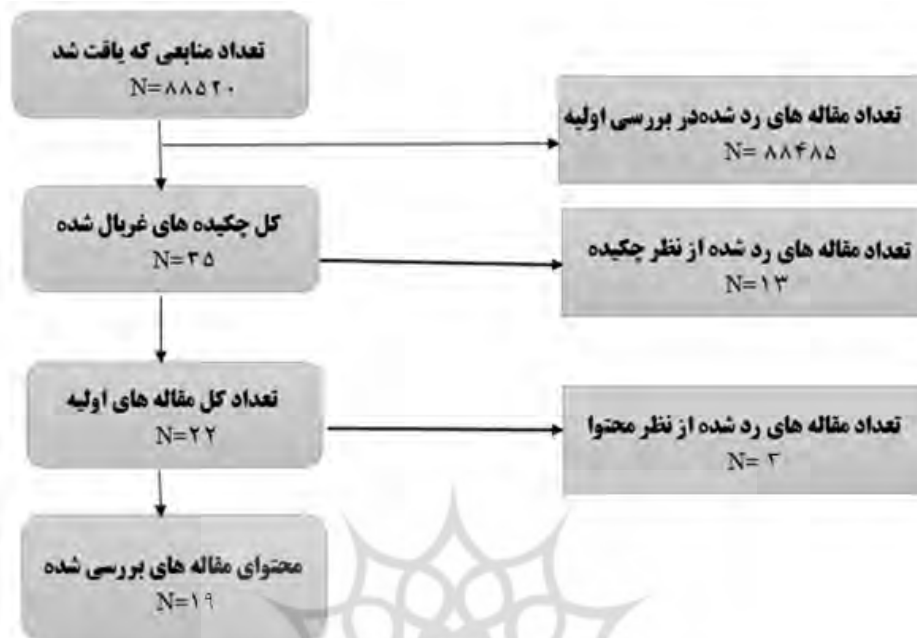 تعداد منابعی که یافت شد
N=۸۸۵۲۰
تعداد مقاله های رد شده‌در بررسی اولیه
N= ۸۸۴۸۵
کل چکیده های غربال شده
N=۳۵
تعداد مقاله های رد شده از نظر چکیده
N=۱۳
تعداد کل مقاله های اولیه
N=۲۲
تعداد مقاله های رد شده از نظر محتوا
N= ۳
محتوای مقاله های بررسی شده
N=۱۹